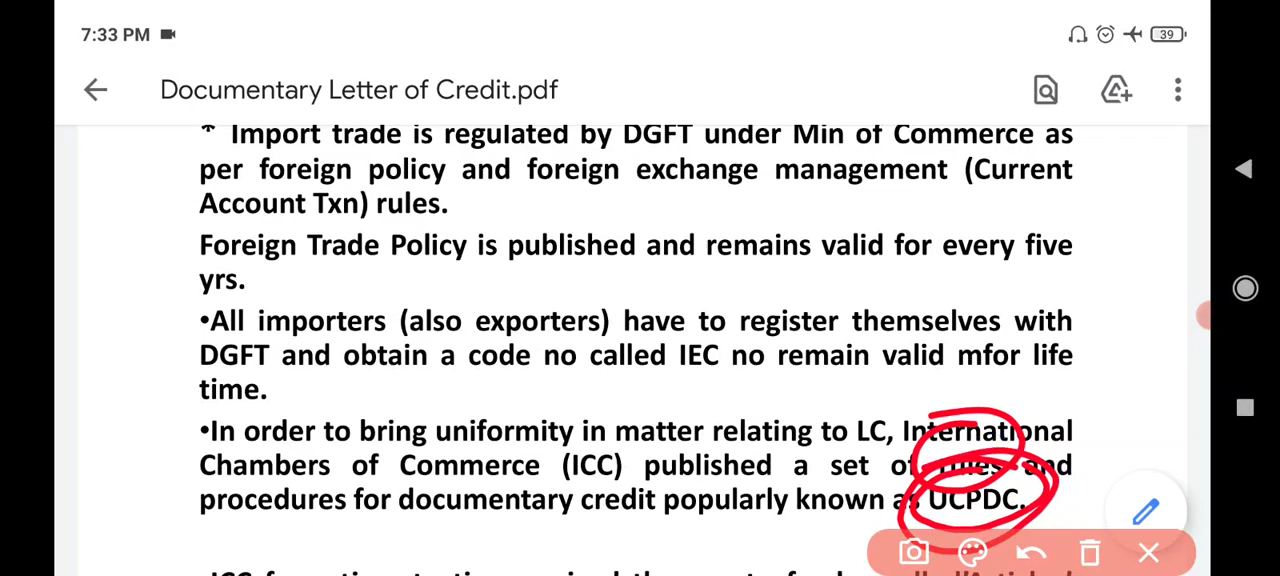 7:33 PM
39
Documentary Letter of Credit.pdf
* Import trade is regulated by DGFT under Min of Commerce as
per foreign policy and foreign exchange management (Current
Account Txn) rules.
Foreign Trade Policy is published and remains valid for every five
yrs.
•All importers (also exporters) have to register themselves with
DGFT and obtain a code no called IEC no remain valid mfor life
time.
•In order to bring uniformity in matter relating to LC, International
Chambers of Commerce (ICC) published a set of rules and
procedures for documentary credit popularly known as UCPDC.